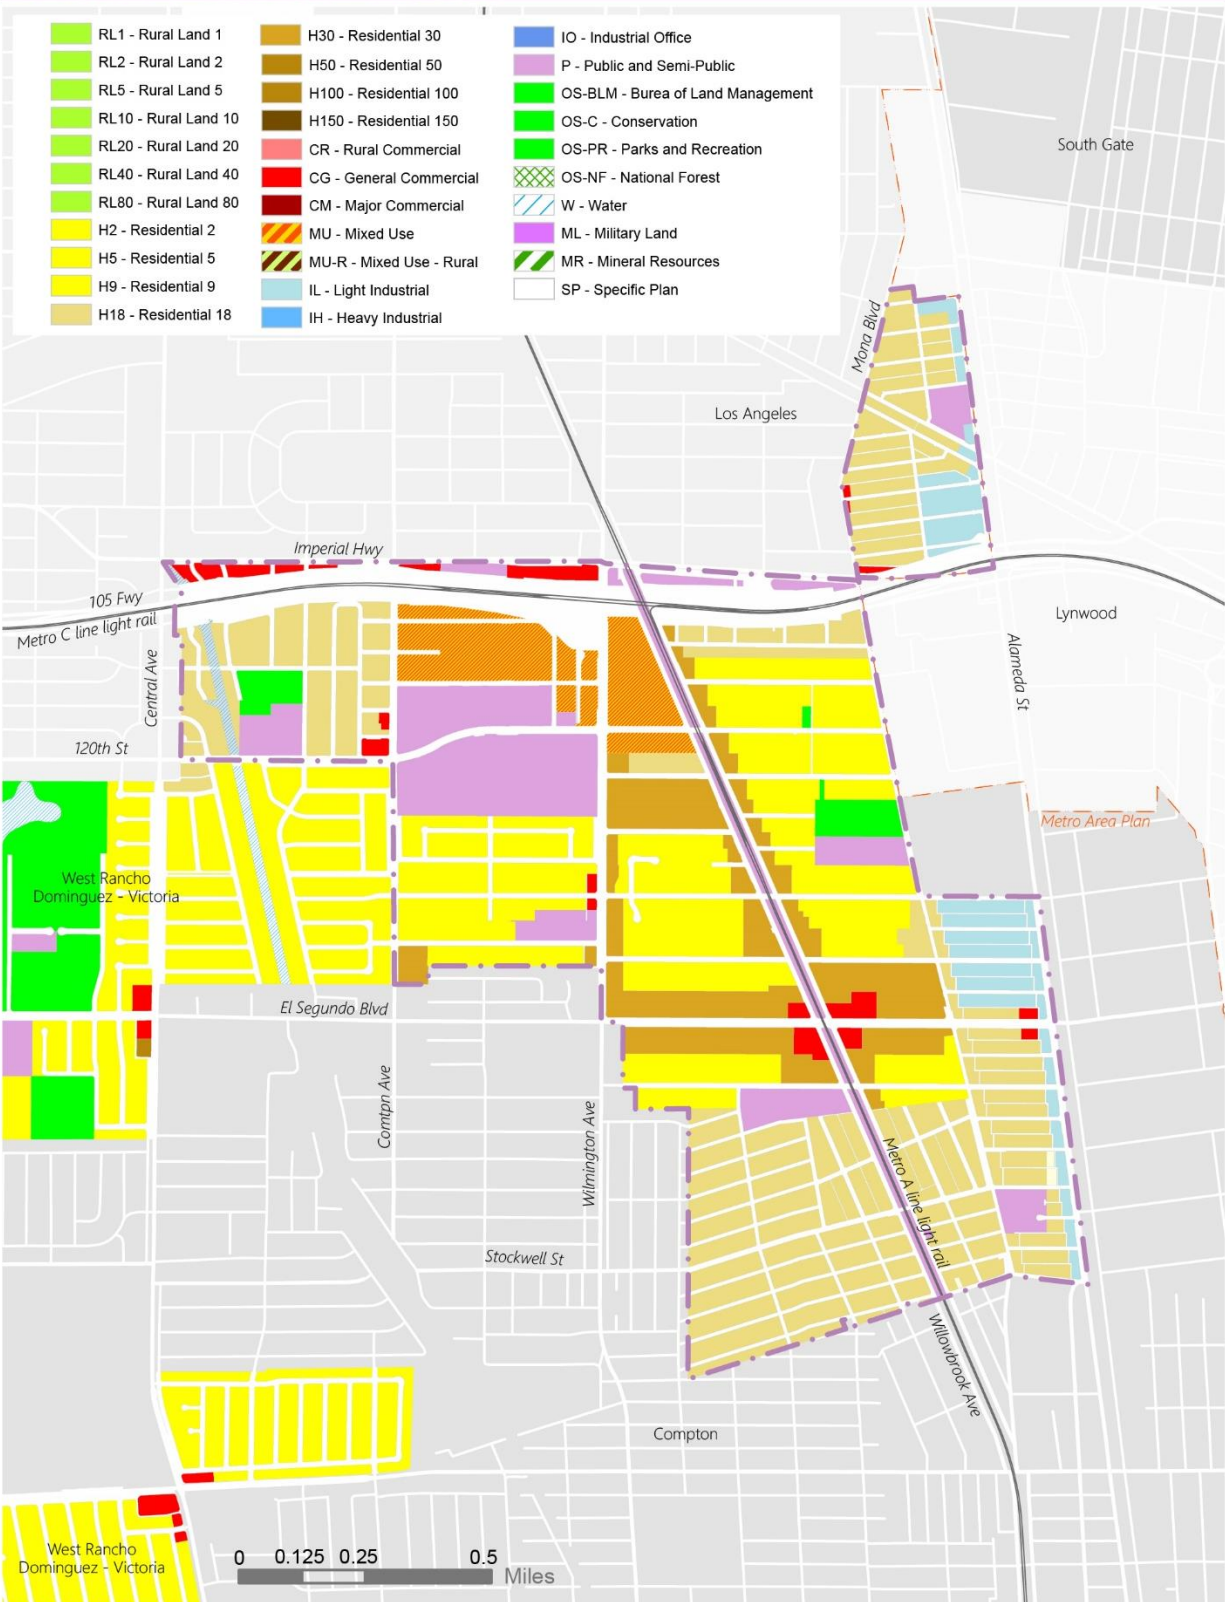 RL1 - Rural Land 1
RL2 - Rural Land 2
RL5 - Rural Land 5
RL10 - Rural Land 10
RL20 - Rural Land 20
RL40 - Rural Land 40
RL80 - Rural Land 80
H2 - Residential 2
H5 - Residential 5
H9 - Residential 9
H18 - Residential 18
H30 - Residential 30
H50 - Residential 50
H100 - Residential 100
H150 - Residential 150
CR - Rural Commercial
CG - General Commercial
CM - Major Commercial
MU - Mixed Use
MU-R - Mixed Use - Rural
IL - Light Industrial
IH - Heavy Industrial
IO - Industrial Office
P - Public and Semi-Public
OS-BLM - Burea of Land Management
OS-C - Conservation
OS-PR - Parks and Recreation
OS-NF - National Forest
W - Water
ML - Military Land
MR - Mineral Resources
SP - Specific Plan
South Gate
Mona Blvd
Los Angeles
Imperial Hwy
105 Fwy
Metro C line light rail
Lynwood
Alameda St
Central Ave
120th St
Metro Area Plan
West Rancho
Dominguez - Victoria
El Segundo Blvd
Comtpn Ave
Wilmington Ave
Metro A line light rail
Stockwell St
Willowbrook Ave
Compton
West Rancho
Dominguez - Victoria
0 0.125 0.25 0.5
Miles